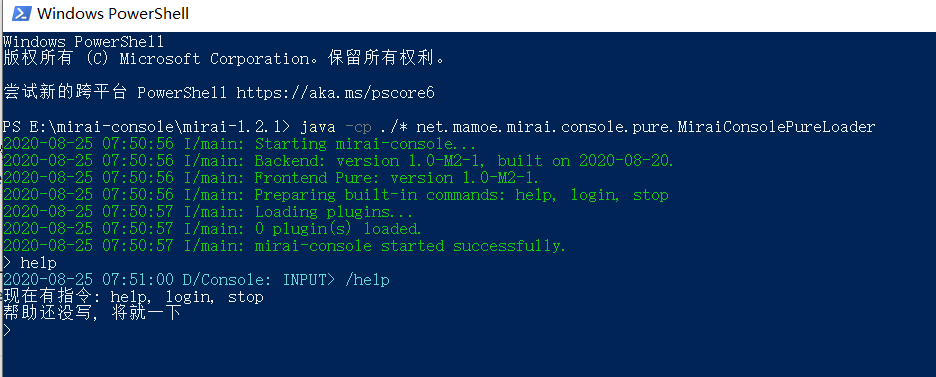 Windows PowerShell
Windows PowerShell
版权所有 (C) Microsoft Corporation。保留所有权利。
尝试新的跨平台 PowerShell https://aka.ms/pscore6
PS E:\mirai-console\mirai-1.2.1> java -cp ./* net.mamoe.mirai.console.pure.MiraiConsolePureLoader
2020-08-25 07:50:56 I/main: Starting mirai-console...
2020-08-25 07:50:56 I/main: Backend: version 1.0-M2-1, built on 2020-08-20.
2020-08-25 07:50:56 I/main: Frontend Pure: version 1.0-M2-1.
2020-08-25 07:50:56 I/main: Preparing built-in commands: help, login, stop
2020-08-25 07:50:57 I/main: Loading plugins...
2020-08-25 07:50:57 I/main: 0 plugin(s) loaded.
2020-08-25 07:50:57 I/main: mirai-console started successfully.
> help
2020-08-25 07:51:00 D/Console: INPUT> /help
现在有指令: help, login, stop
帮助还没写, 将就一下
>